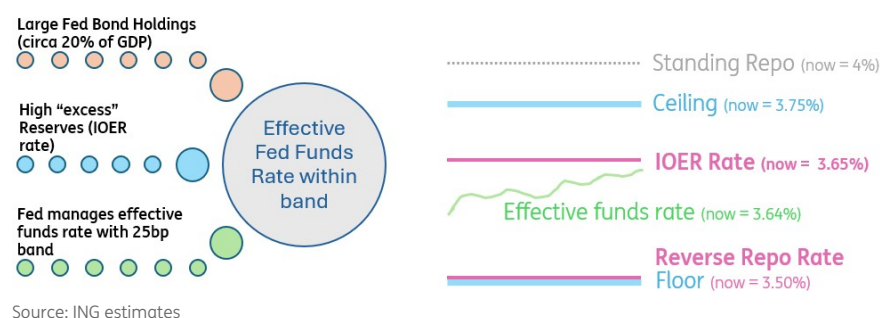 Large Fed Bond Holdings
(circa 20% of GDP)
High “excess”
Reserves (IOER
rate)
Fed manages effective
funds rate with 25bp
band
Effective
Fed Funds
Rate within
band
Standing Repo (now = 4%)
Ceiling (now = 3.75%)
IOER Rate (now = 3.65%)
Effective funds rate (now = 3.64%)
Reverse Repo Rate
Floor (now = 3.50%)
Source: ING estimates